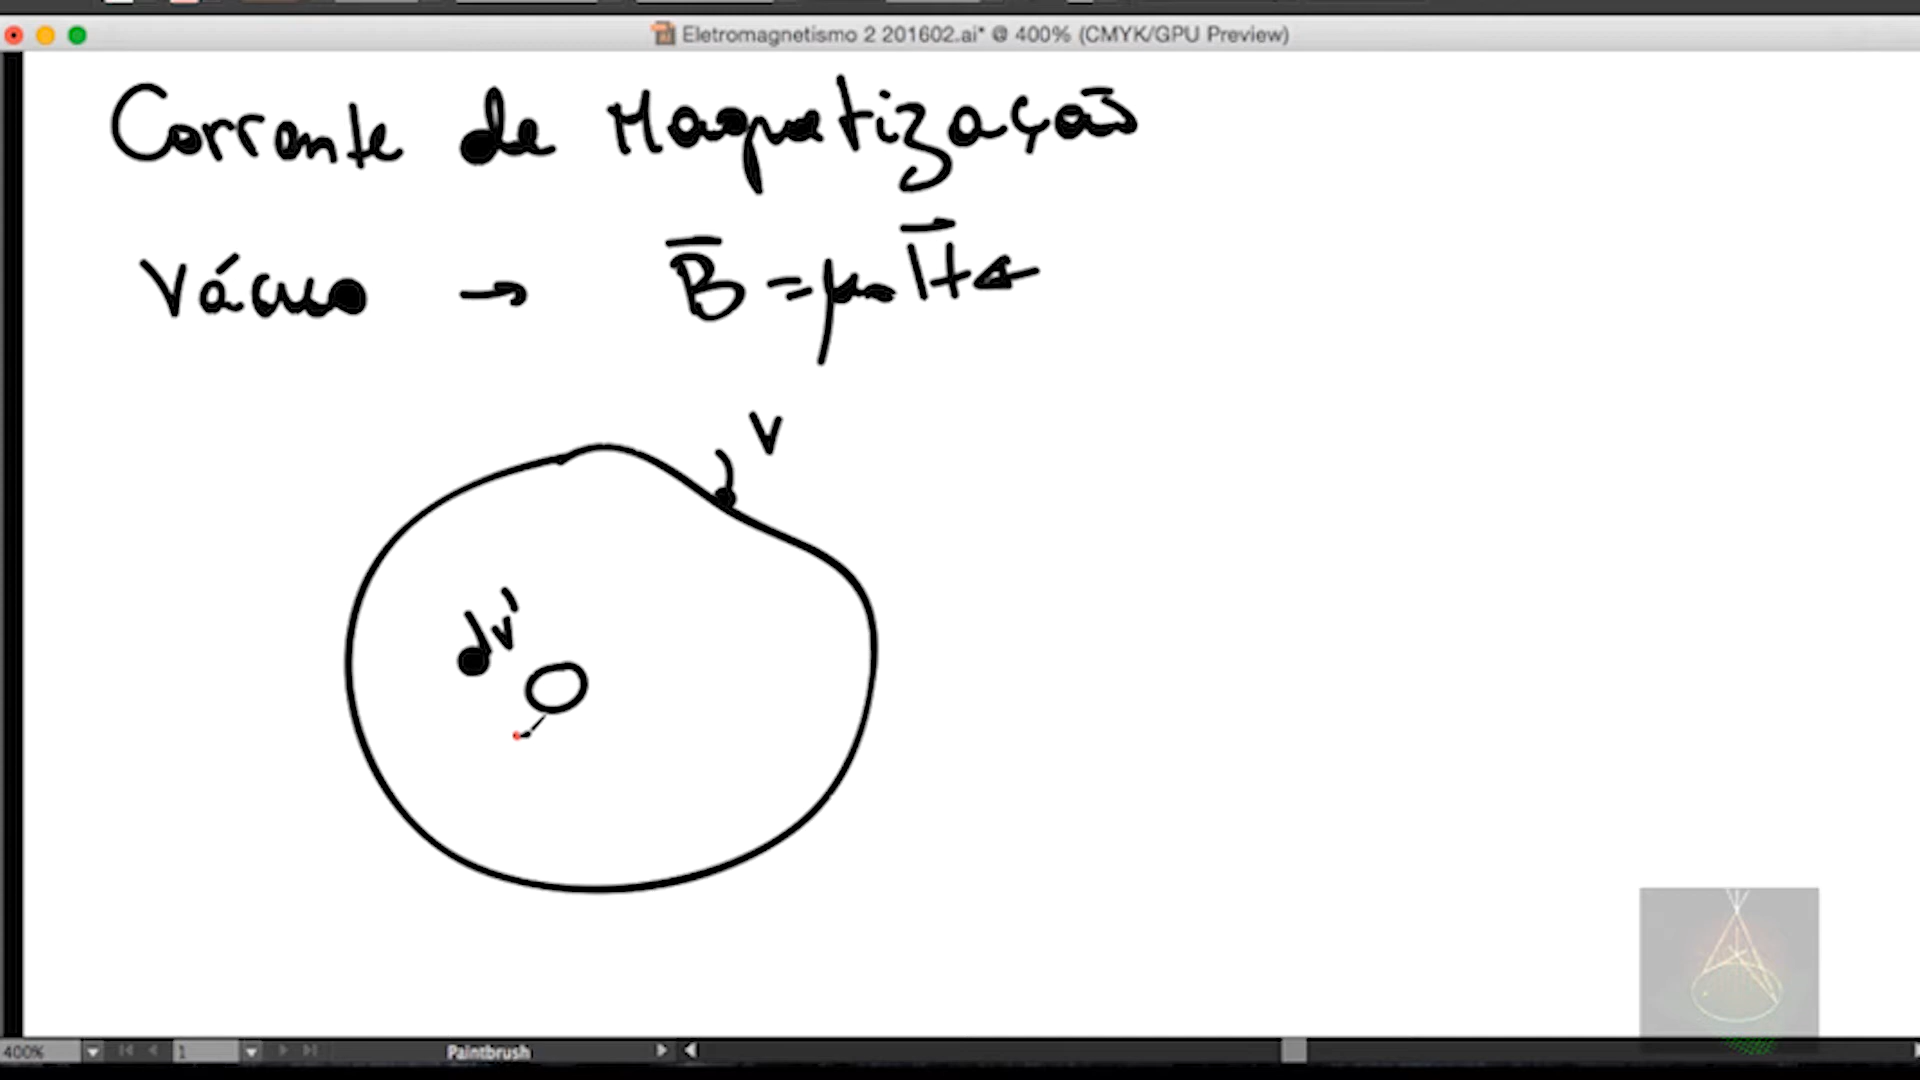 Eletromagnetismo 2 201602.ai* @ 400% (CMYK/GPU Preview)
Corrente de Magnetização
Vácuo → B = μ₀ H
V
dv'
400% 1 Paintbrush